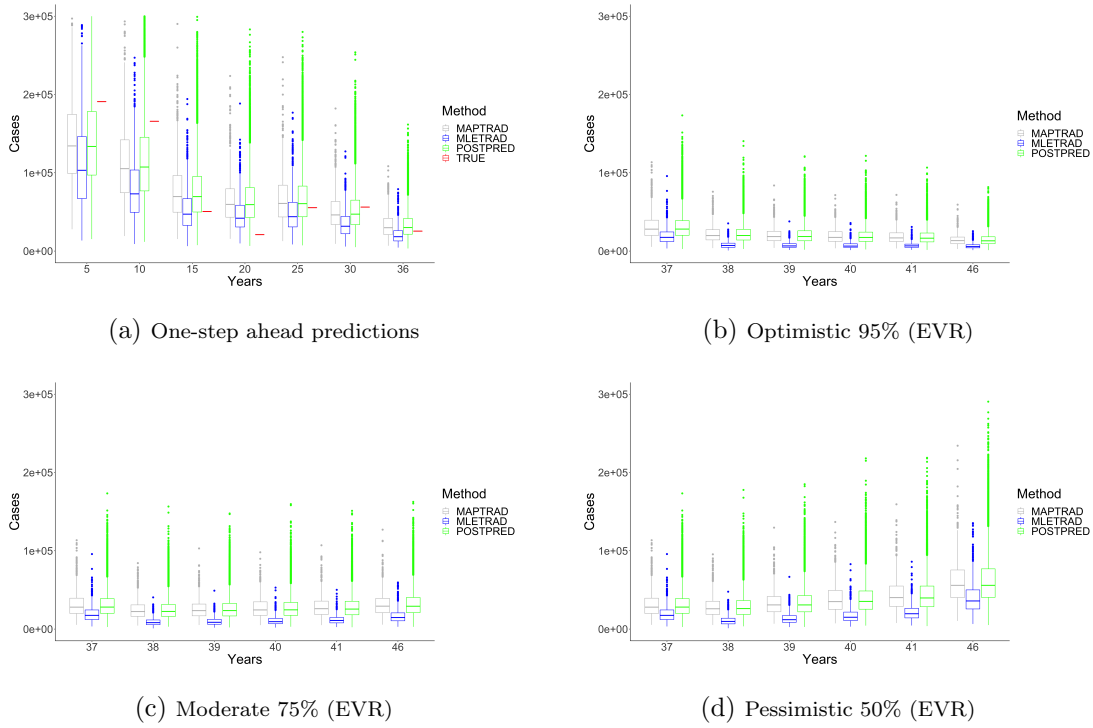 3e+05
2e+05
1e+05
0e+00
Cases
5 10 15 20 25 30 36
Years
Method
MAPTRAD
MLETRAD
POSTPRED
TRUE
(a) One-step ahead predictions
3e+05
2e+05
1e+05
0e+00
Cases
37 38 39 40 41 46
Years
Method
MAPTRAD
MLETRAD
POSTPRED
(b) Optimistic 95% (EVR)
3e+05
2e+05
1e+05
0e+00
Cases
37 38 39 40 41 46
Years
Method
MAPTRAD
MLETRAD
POSTPRED
(c) Moderate 75% (EVR)
3e+05
2e+05
1e+05
0e+00
Cases
37 38 39 40 41 46
Years
Method
MAPTRAD
MLETRAD
POSTPRED
(d) Pessimistic 50% (EVR)